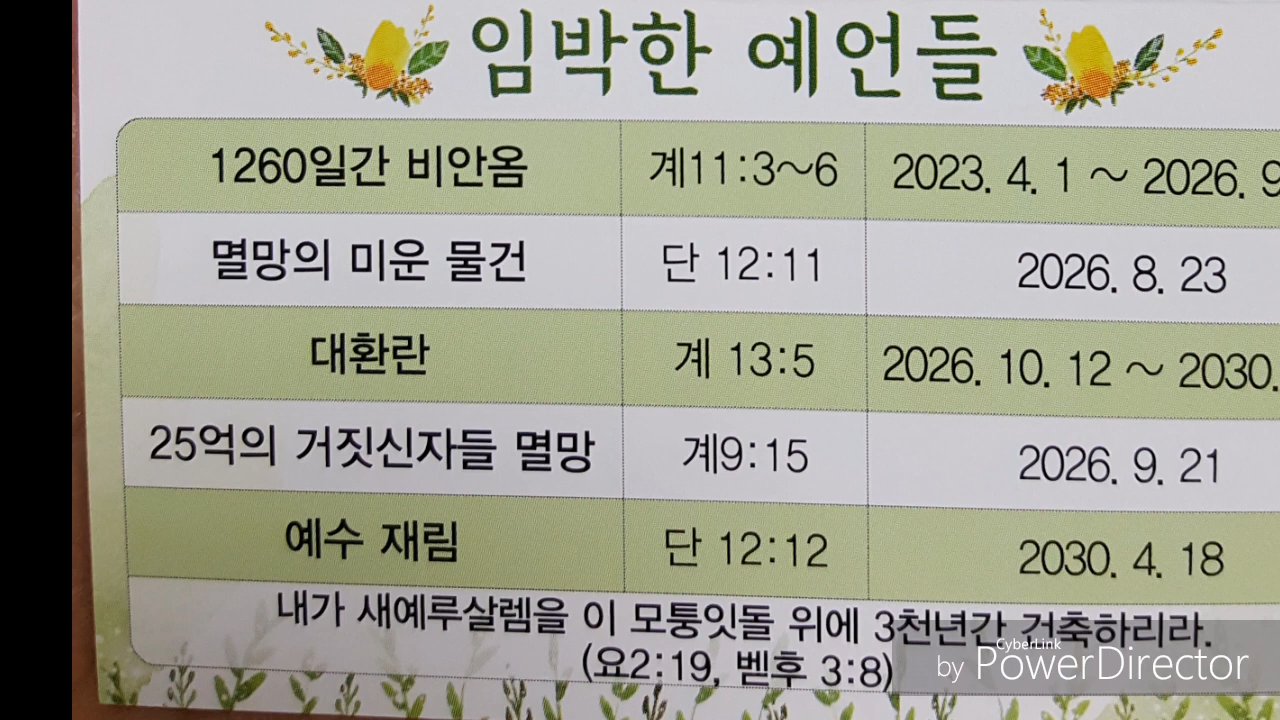 임박한 예언들
1260일간 비안옴 계11:3~6 2023. 4. 1 ~ 2026. 9
멸망의 미운 물건 단 12:11 2026. 8. 23
대환란 계 13:5 2026. 10. 12 ~ 2030.
25억의 거짓신자들 멸망 계9:15 2026. 9. 21
예수 재림 단 12:12 2030. 4. 18
내가 새예루살렘을 이 모퉁잇돌 위에 3천년간 건축하리라.
(요2:19, 벧후 3:8)
CyberLink
by PowerDirector